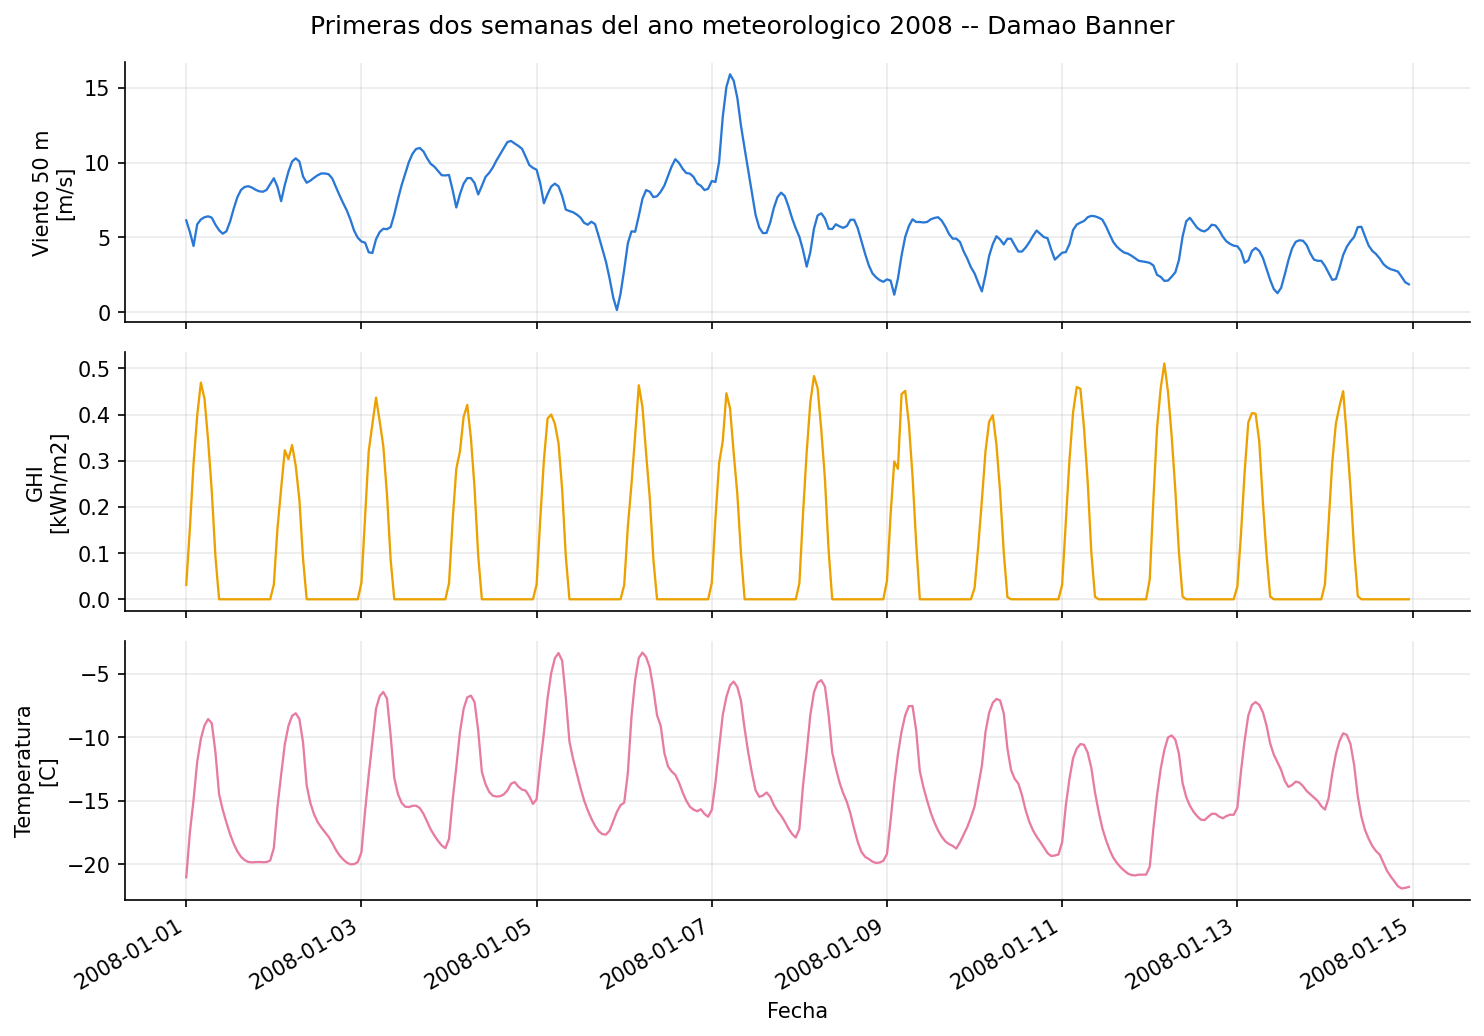 Primeras dos semanas del ano meteorologico 2008 -- Damao Banner
Viento 50 m
[m/s]
15
10
5
0
GHI
[kWh/m2]
0.5
0.4
0.3
0.2
0.1
0.0
Temperatura
[C]
−5
−10
−15
−20
2008-01-01
2008-01-03
2008-01-05
2008-01-07
2008-01-09
2008-01-11
2008-01-13
2008-01-15
Fecha